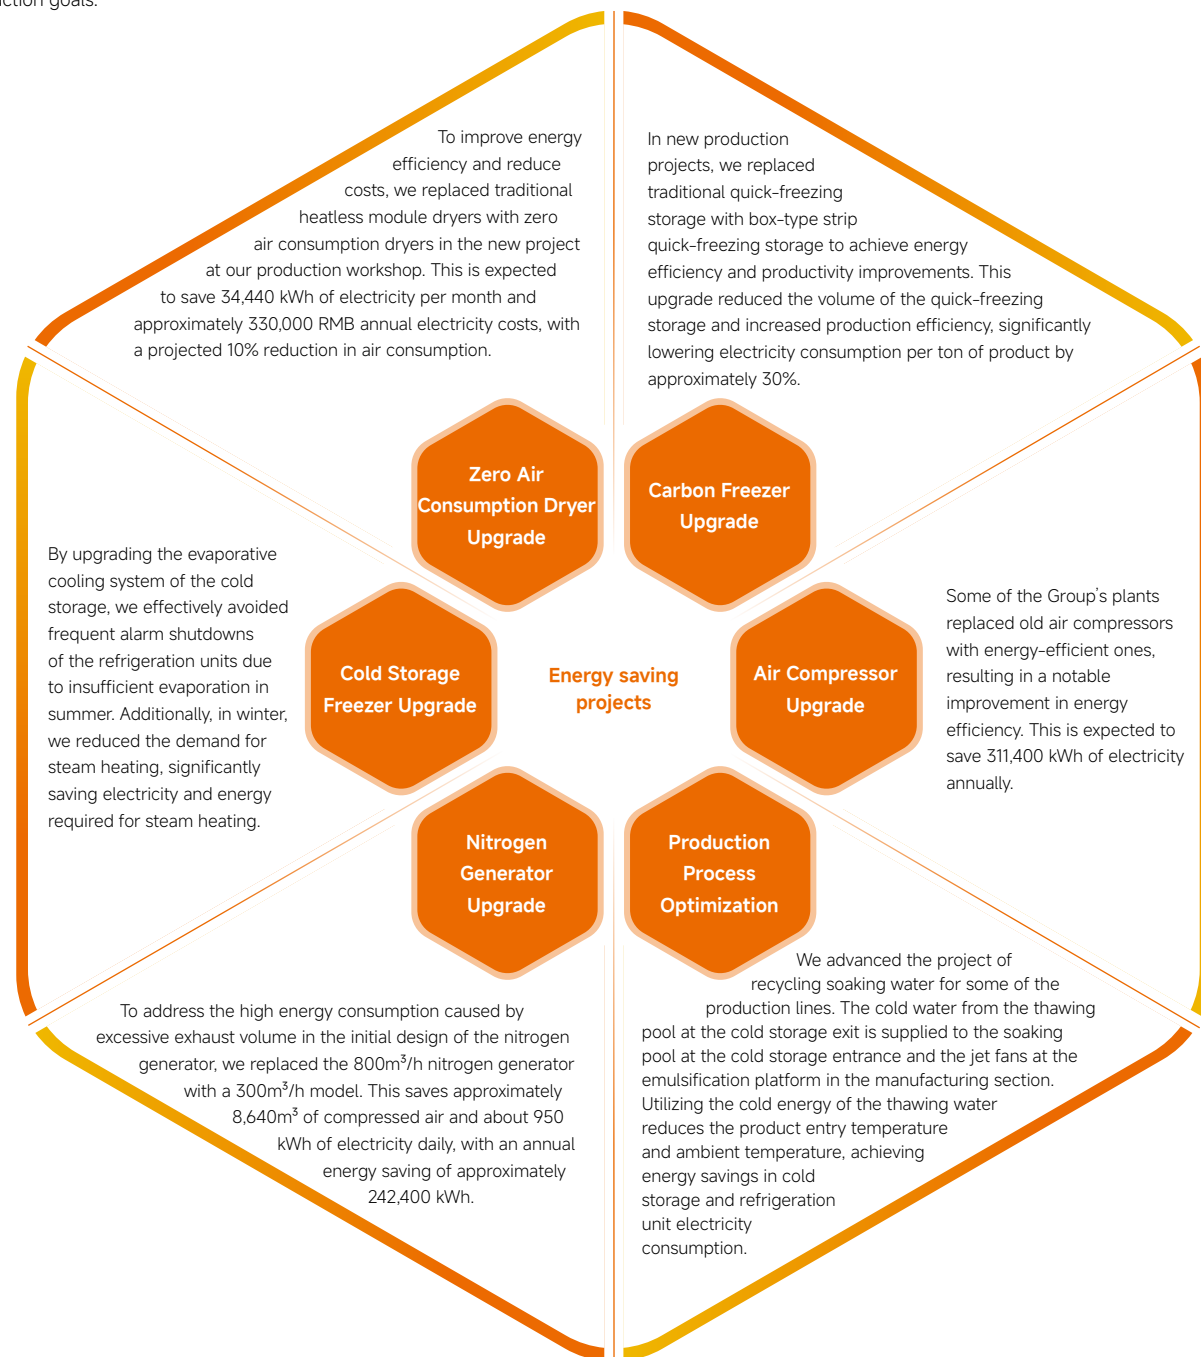 To improve energy
efficiency and reduce
costs, we replaced traditional
heatless module dryers with zero
air consumption dryers in the new project
at our production workshop. This is expected
to save 34,440 kWh of electricity per month and
approximately 330,000 RMB annual electricity costs, with
a projected 10% reduction in air consumption.
In new production
projects, we replaced
traditional quick-freezing
storage with box-type strip
quick-freezing storage to achieve energy
efficiency and productivity improvements. This
upgrade reduced the volume of the quick-freezing
storage and increased production efficiency, significantly
lowering electricity consumption per ton of product by
approximately 30%.
Zero Air
Consumption Dryer
Upgrade
Carbon Freezer
Upgrade
By upgrading the evaporative
cooling system of the cold
storage, we effectively avoided
frequent alarm shutdowns
of the refrigeration units due
to insufficient evaporation in
summer. Additionally, in winter,
we reduced the demand for
steam heating, significantly
saving electricity and energy
required for steam heating.
Cold Storage
Freezer Upgrade
Energy saving
projects
Air Compressor
Upgrade
Some of the Group's plants
replaced old air compressors
with energy-efficient ones,
resulting in a notable
improvement in energy
efficiency. This is expected to
save 311,400 kWh of electricity
annually.
Nitrogen
Generator
Upgrade
Production
Process
Optimization
To address the high energy consumption caused by
excessive exhaust volume in the initial design of the nitrogen
generator, we replaced the 800m³/h nitrogen generator
with a 300m³/h model. This saves approximately
8,640m³ of compressed air and about 950
kWh of electricity daily, with an annual
energy saving of approximately
242,400 kWh.
We advanced the project of
recycling soaking water for some of the
production lines. The cold water from the thawing
pool at the cold storage exit is supplied to the soaking
pool at the cold storage entrance and the jet fans at the
emulsification platform in the manufacturing section.
Utilizing the cold energy of the thawing water
reduces the product entry temperature
and ambient temperature, achieving
energy savings in cold
storage and refrigeration
unit electricity
consumption.